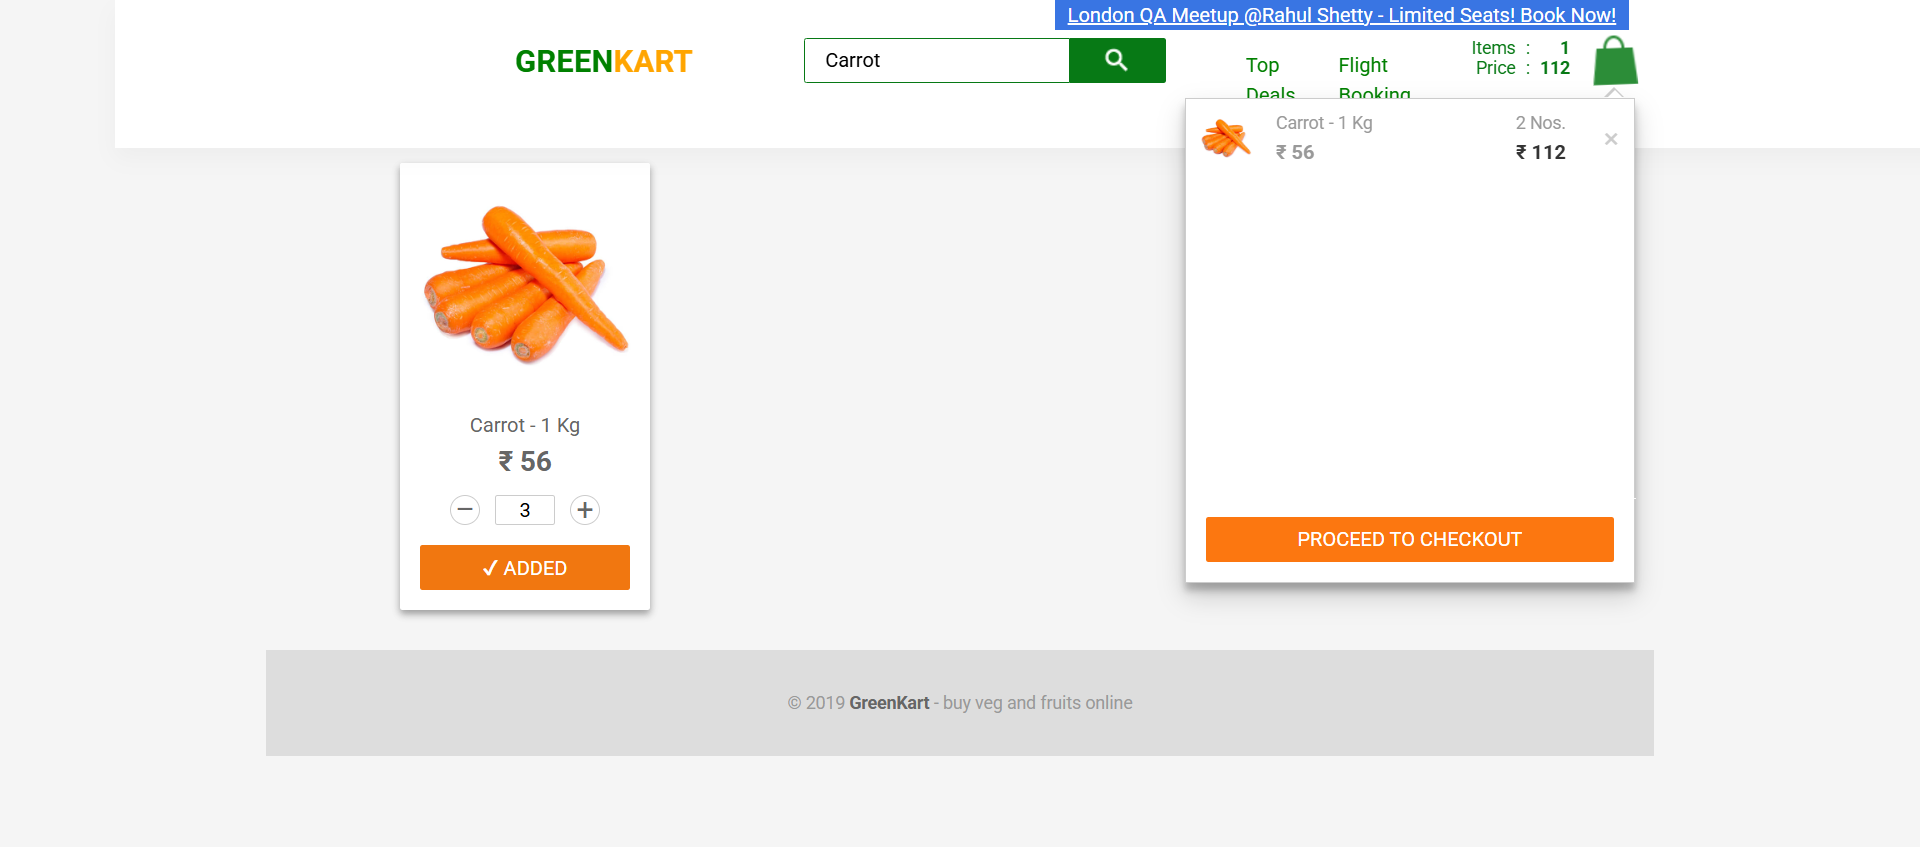 London QA Meetup @Rahul Shetty - Limited Seats! Book Now!
GREENKART
Carrot
Top Deals
Flight Booking
Items : 1
Price : 112
Carrot - 1 Kg
₹ 56
2 Nos.
₹ 112
×
PROCEED TO CHECKOUT
Carrot - 1 Kg
₹ 56
− 3 +
✓ ADDED
© 2019 GreenKart - buy veg and fruits online